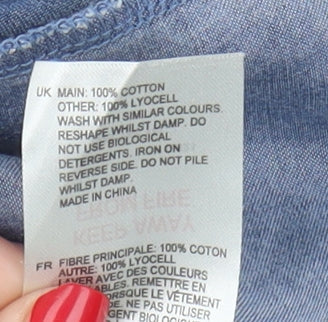 UK MAIN: 100% COTTON
OTHER: 100% LYOCELL
WASH WITH SIMILAR COLOURS.
RESHAPE WHILST DAMP. DO
NOT USE BIOLOGICAL
DETERGENTS. IRON ON
REVERSE SIDE. DO NOT PILE
WHILST DAMP.
MADE IN CHINA
KEEP AWAY
FROM FIRE
FR FIBRE PRINCIPALE: 100% COTON
AUTRE: 100% LYOCELL
LAVER AVEC DES COULEURS
REMETTRE EN
LORSQUE LE VÊTEMENT
NE PAS UTILISER